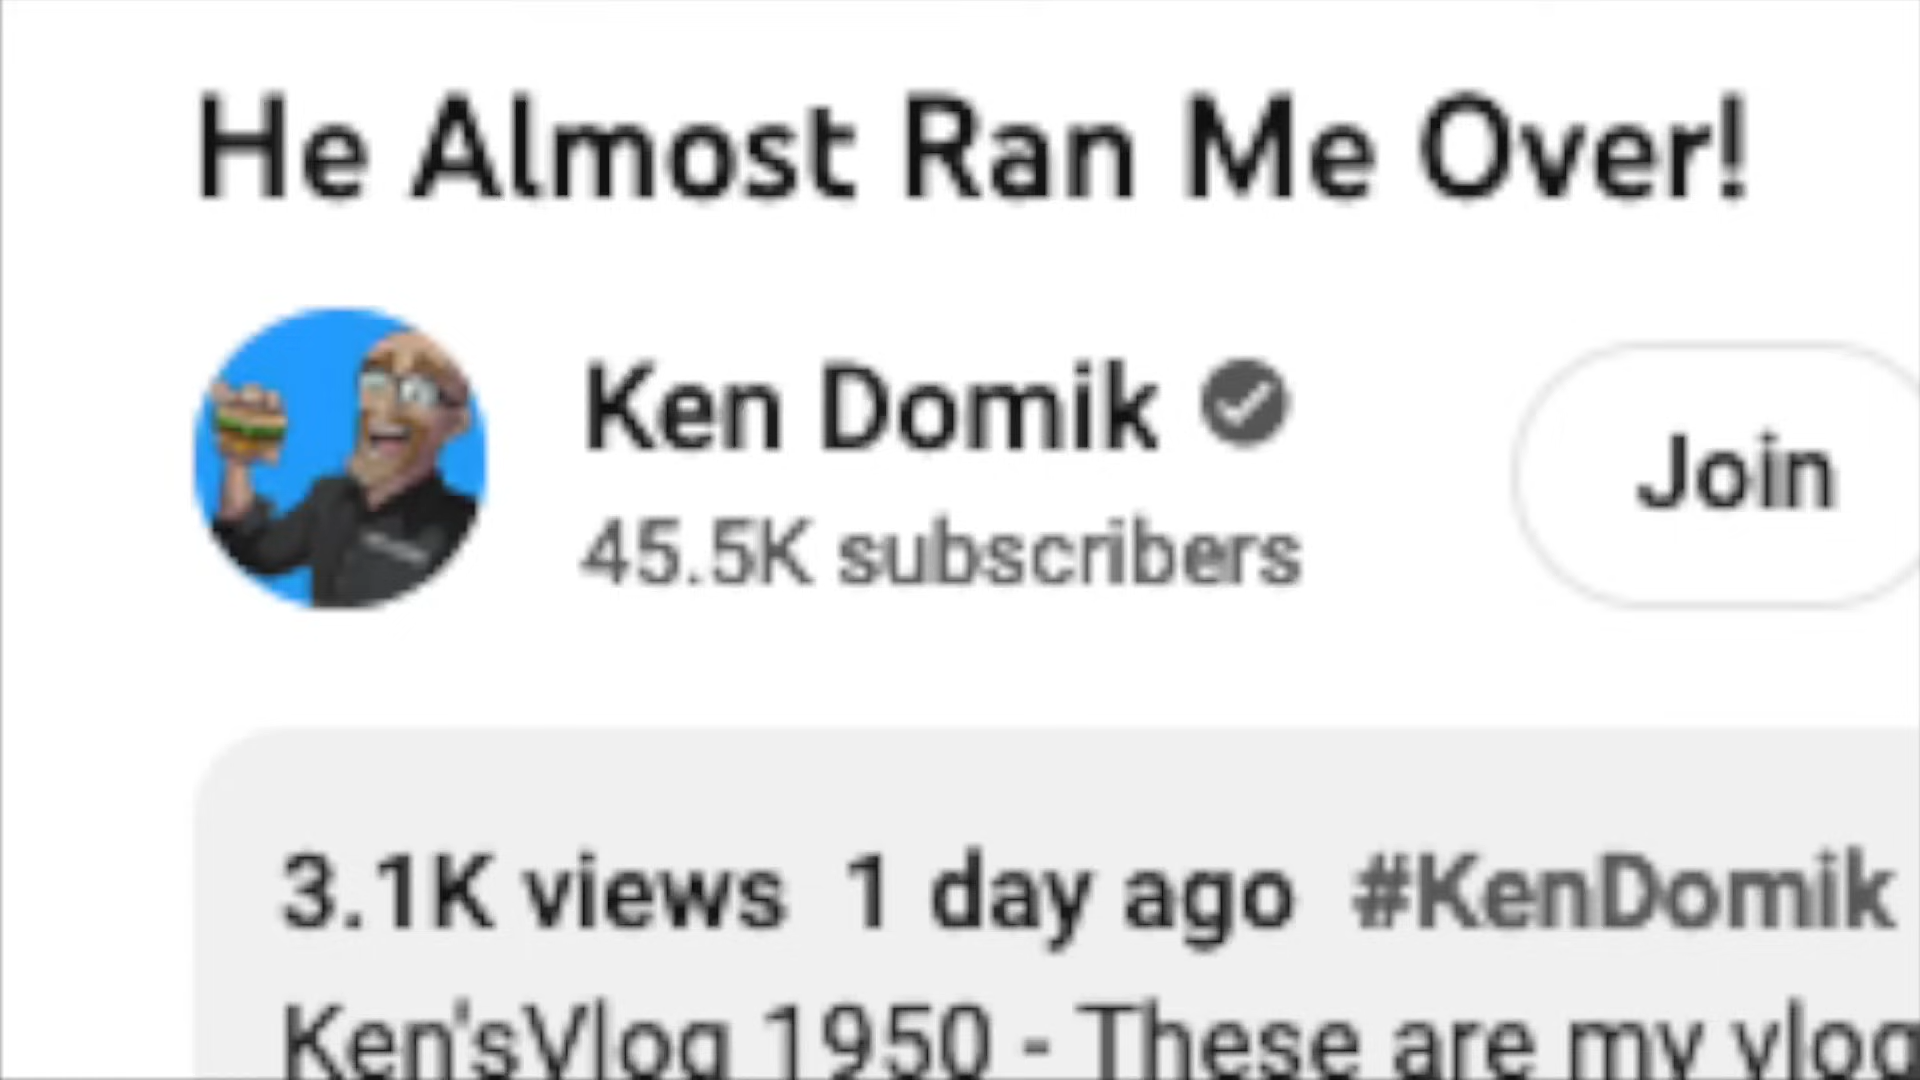 He Almost Ran Me Over!
Ken Domik
45.5K subscribers
Join
3.1K views 1 day ago #KenDomik
Ken'sVlog 1950 - These are my vlog